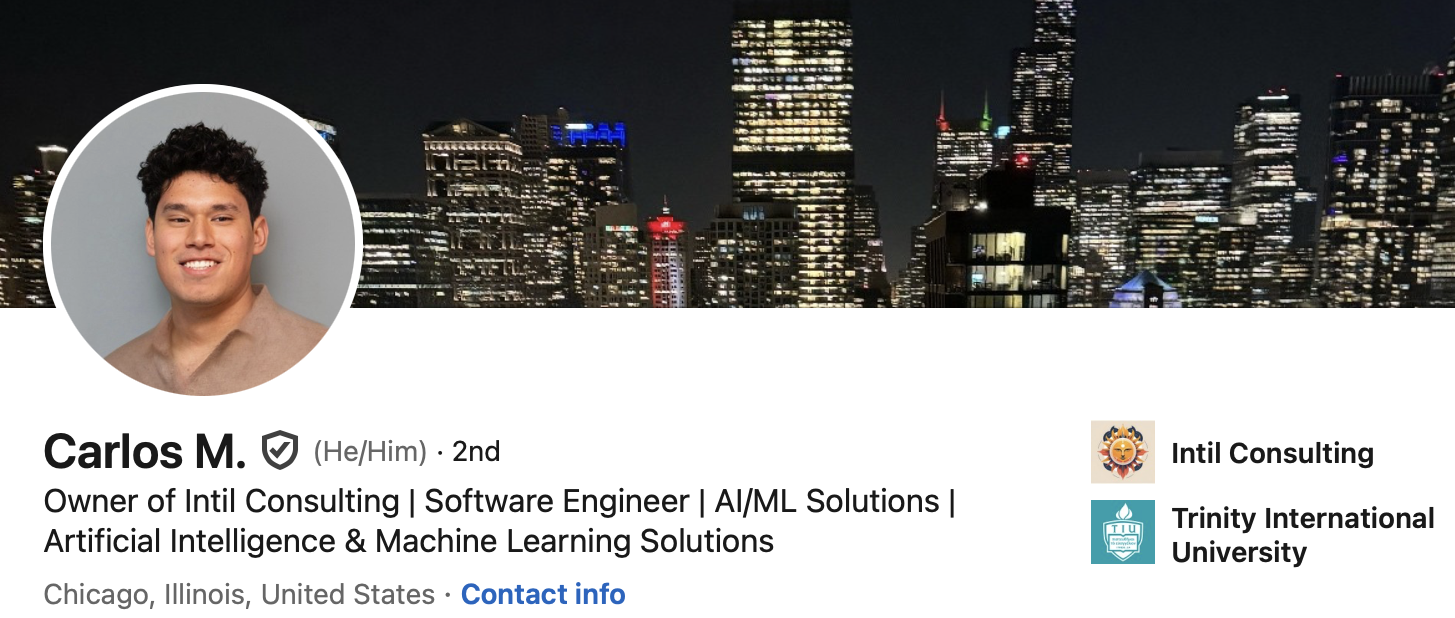 Carlos M. (He/Him) · 2nd
Owner of Intil Consulting | Software Engineer | AI/ML Solutions |
Artificial Intelligence & Machine Learning Solutions
Chicago, Illinois, United States · Contact info
Intil Consulting
TIU
Trinity International
University